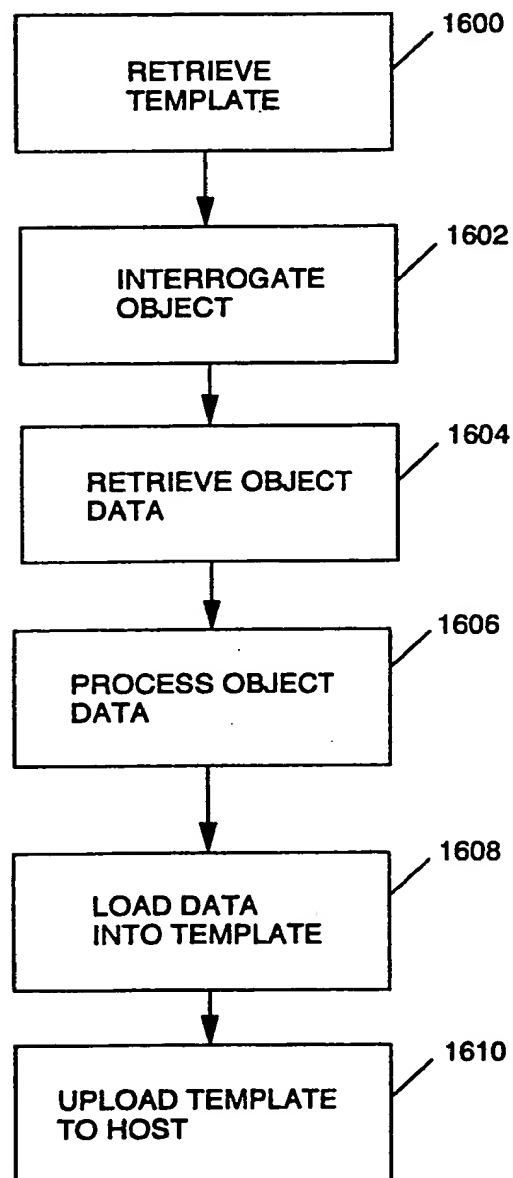 1600
RETRIEVE
TEMPLATE
1602
INTERROGATE
OBJECT
1604
RETRIEVE OBJECT
DATA
1606
PROCESS OBJECT
DATA
1608
LOAD DATA
INTO TEMPLATE
1610
UPLOAD TEMPLATE
TO HOST